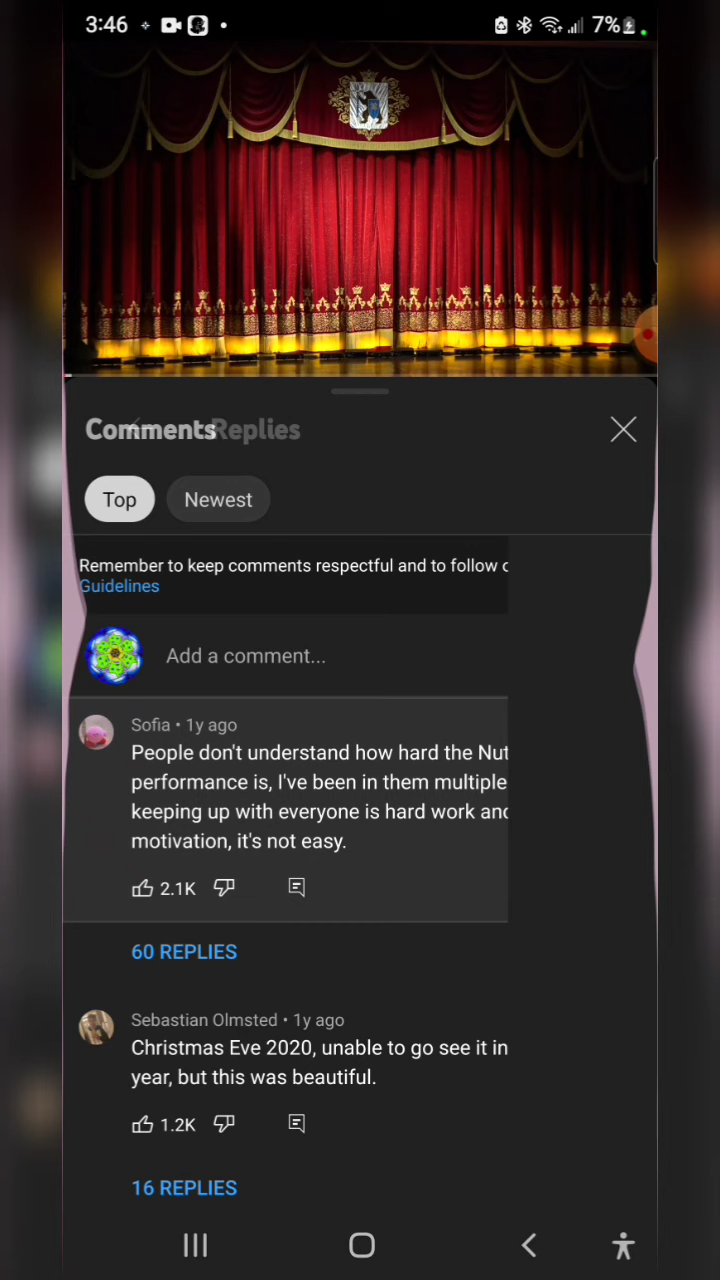 3:46
7%
Comments
Replies
Top
Newest
Remember to keep comments respectful and to follow
Guidelines
Add a comment...
Sofia • 1y ago
People don't understand how hard the
performance is, I've been in them multiple
keeping up with everyone is hard work
motivation, it's not easy.
2.1K
60 REPLIES
Sebastian Olmsted • 1y ago
Christmas Eve 2020, unable to go see it in
year, but this was beautiful.
1.2K
16 REPLIES